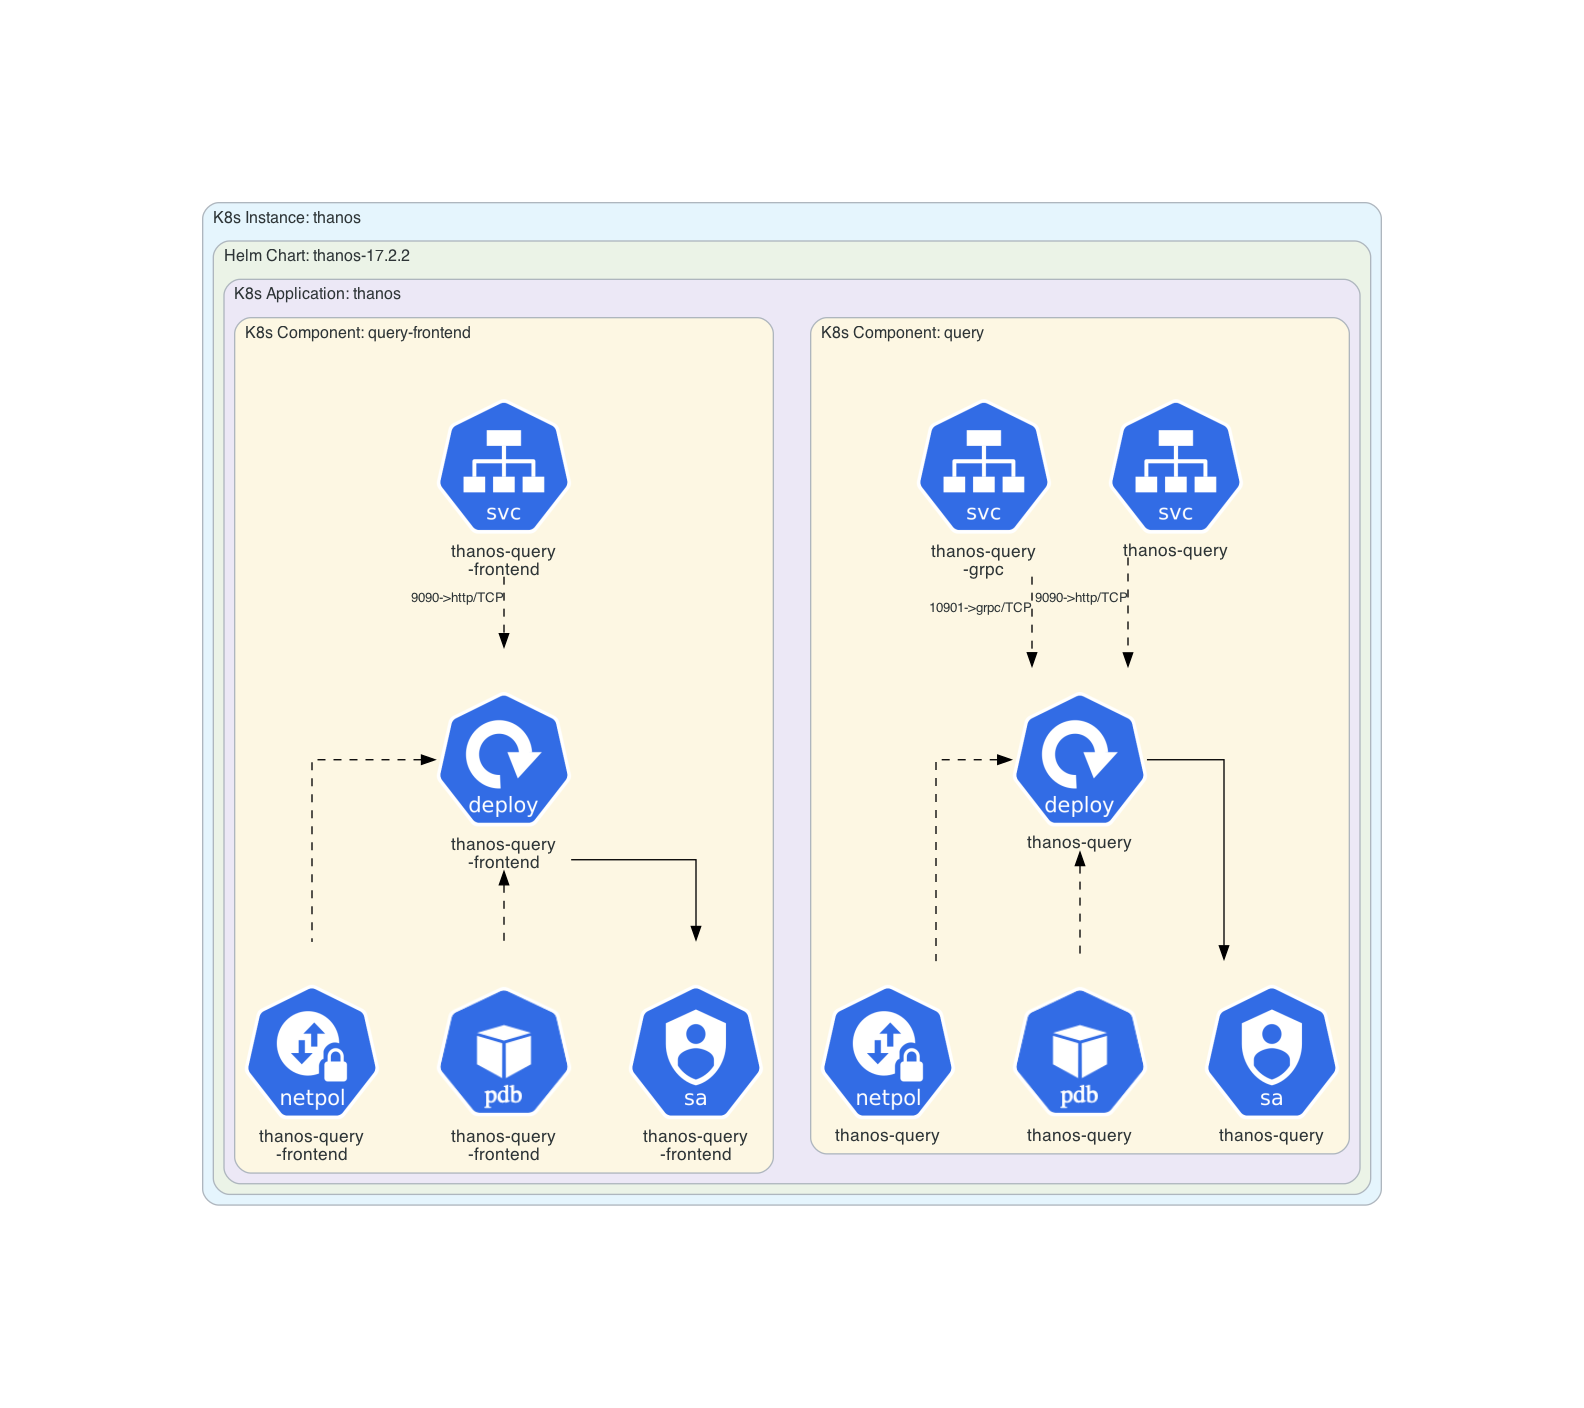 K8s Instance: thanos
Helm Chart: thanos-17.2.2
K8s Application: thanos
K8s Component: query-frontend
svc
thanos-query
-frontend
9090->http/TCP
deploy
thanos-query
-frontend
netpol
thanos-query
-frontend
pdb
thanos-query
-frontend
sa
thanos-query
-frontend
K8s Component: query
svc
thanos-query
-grpc
svc
thanos-query
10901->grpc/TCP
9090->http/TCP
deploy
thanos-query
netpol
thanos-query
pdb
thanos-query
sa
thanos-query